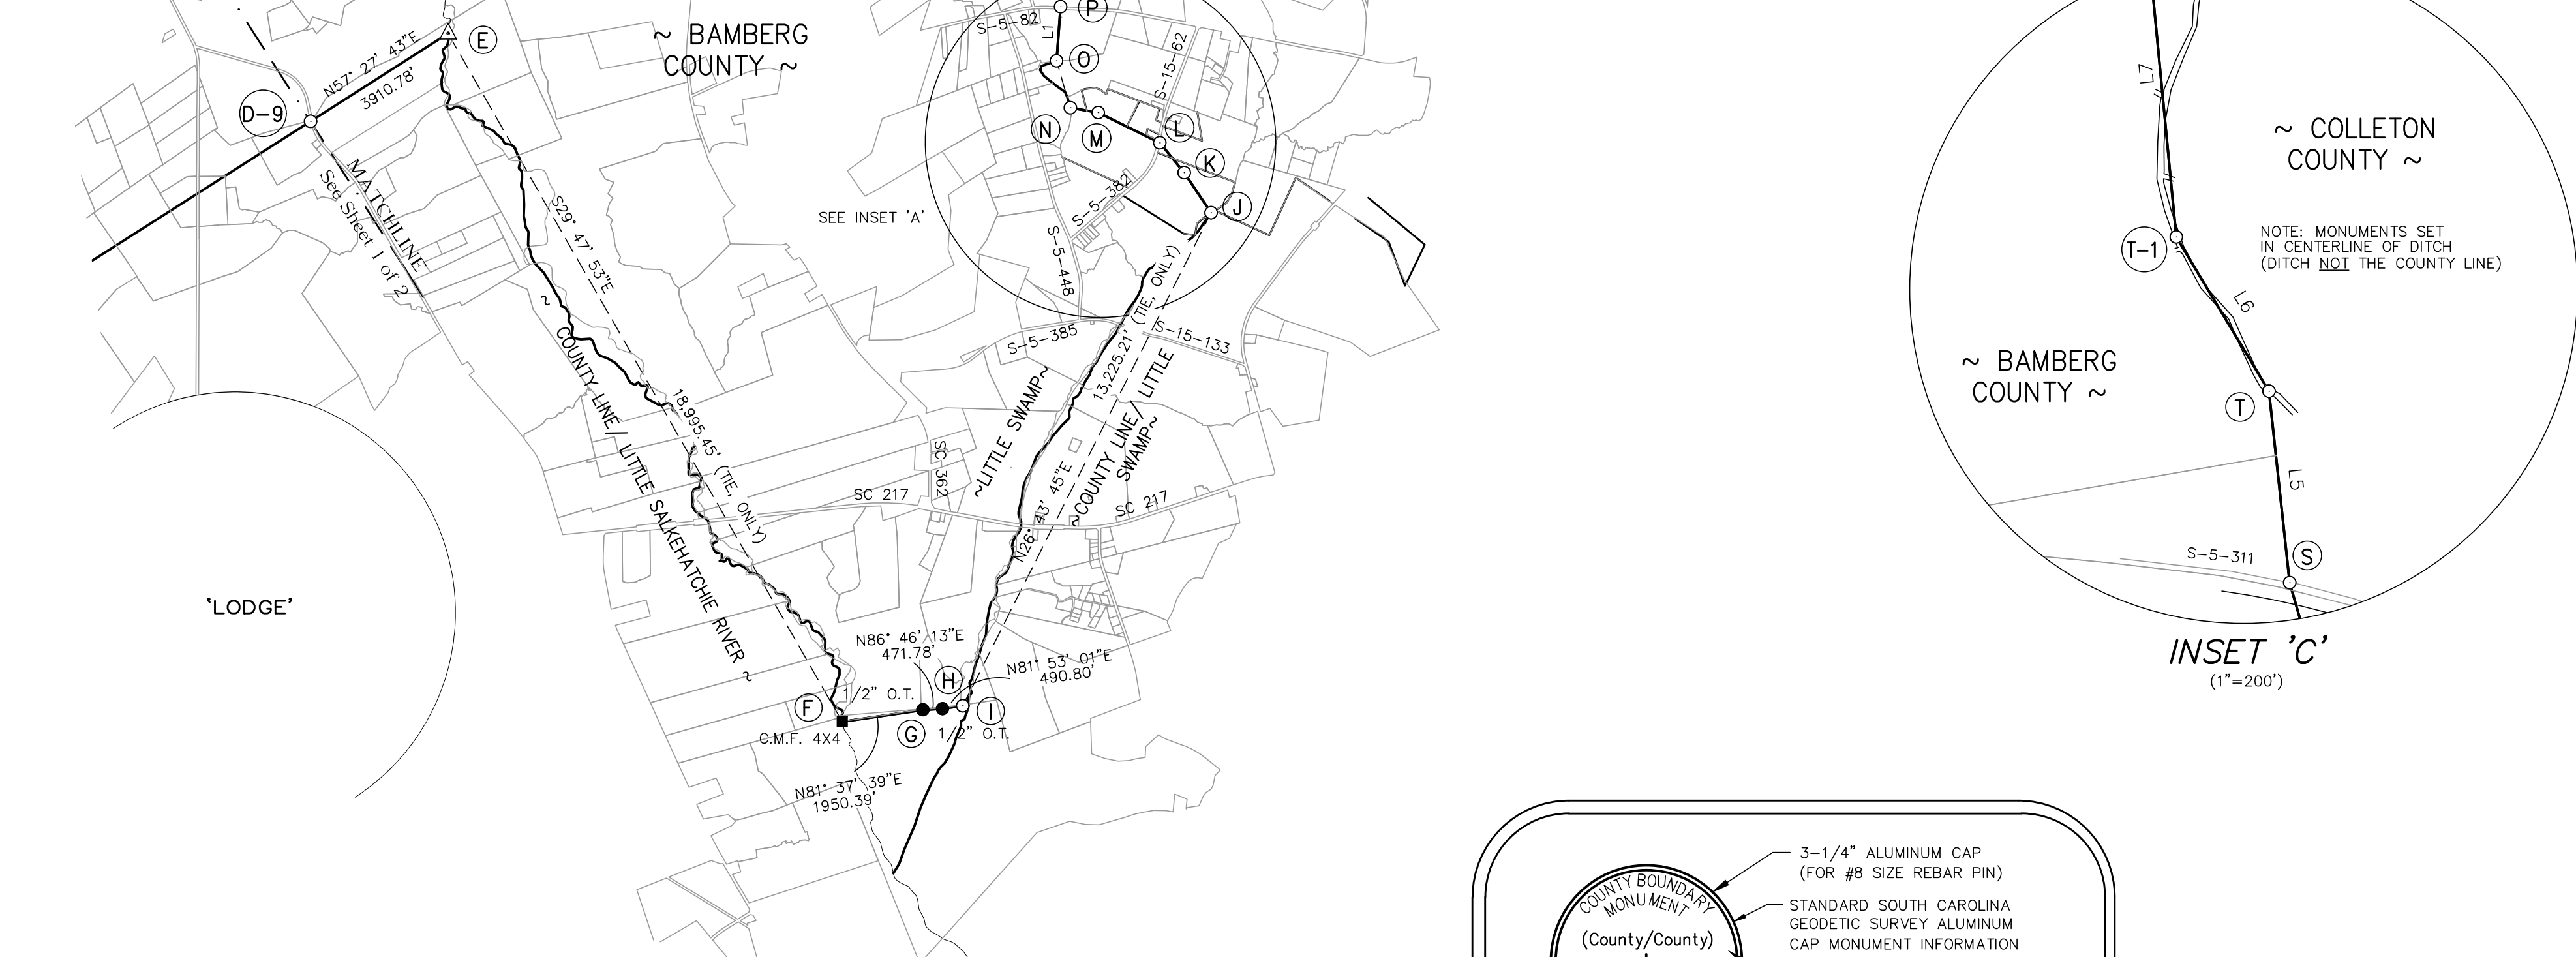 ~ BAMBERG
COUNTY ~
E
N57° 27' 43"E
3910.78'
D-9
MATCHLINE
See Sheet 1 of 2
S29° 47' 53"E
18,995.45' (TIE, ONLY)
~ COUNTY LINE/ LITTLE SALKEHATCHIE RIVER ~
'LODGE'
SEE INSET 'A'
P
S-5-82
L1
O
S-15-62
N
M
L
K
J
S-5-382
S-5-448
S-5-385
S-15-133
N26° 43' 45"E
13,225.21' (TIE, ONLY)
~LITTLE SWAMP~
~COUNTY LINE/ LITTLE
SWAMP~
SC 217
SC 362
SC 217
N86° 46' 13"E
471.78'
N81° 53' 01"E
490.80'
H
1/2" O.T.
F
G
I
1/2" O.T.
C.M.F. 4X4
N81° 37' 39"E
1950.39'
L7
~ COLLETON
COUNTY ~
NOTE: MONUMENTS SET
IN CENTERLINE OF DITCH
(DITCH NOT THE COUNTY LINE)
T-1
L6
~ BAMBERG
COUNTY ~
T
L5
S-5-311
S
INSET 'C'
(1"=200')
COUNTY BOUNDARY
MONUMENT
(County/County)
3-1/4" ALUMINUM CAP
(FOR #8 SIZE REBAR PIN)
STANDARD SOUTH CAROLINA
GEODETIC SURVEY ALUMINUM
CAP MONUMENT INFORMATION